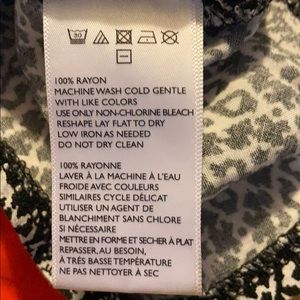 30
100% RAYON
MACHINE WASH COLD GENTLE
WITH LIKE COLORS
USE ONLY NON-CHLORINE BLEACH
RESHAPE LAY FLAT TO DRY
LOW IRON AS NEEDED
DO NOT DRY CLEAN
100% RAYONNE
LAVER À LA MACHINE À L'EAU
FROIDE AVEC COULEURS
SIMILAIRES CYCLE DÉLICAT
UTILISER UN AGENT DE
BLANCHIMENT SANS CHLORE
SI NÉCESSAIRE
METTRE EN FORME ET SÉCHER À PLAT
REPASSER, AU BESOIN,
À TRÈS BASSE TEMPÉRATURE
NE PAS NETTOYER À SEC